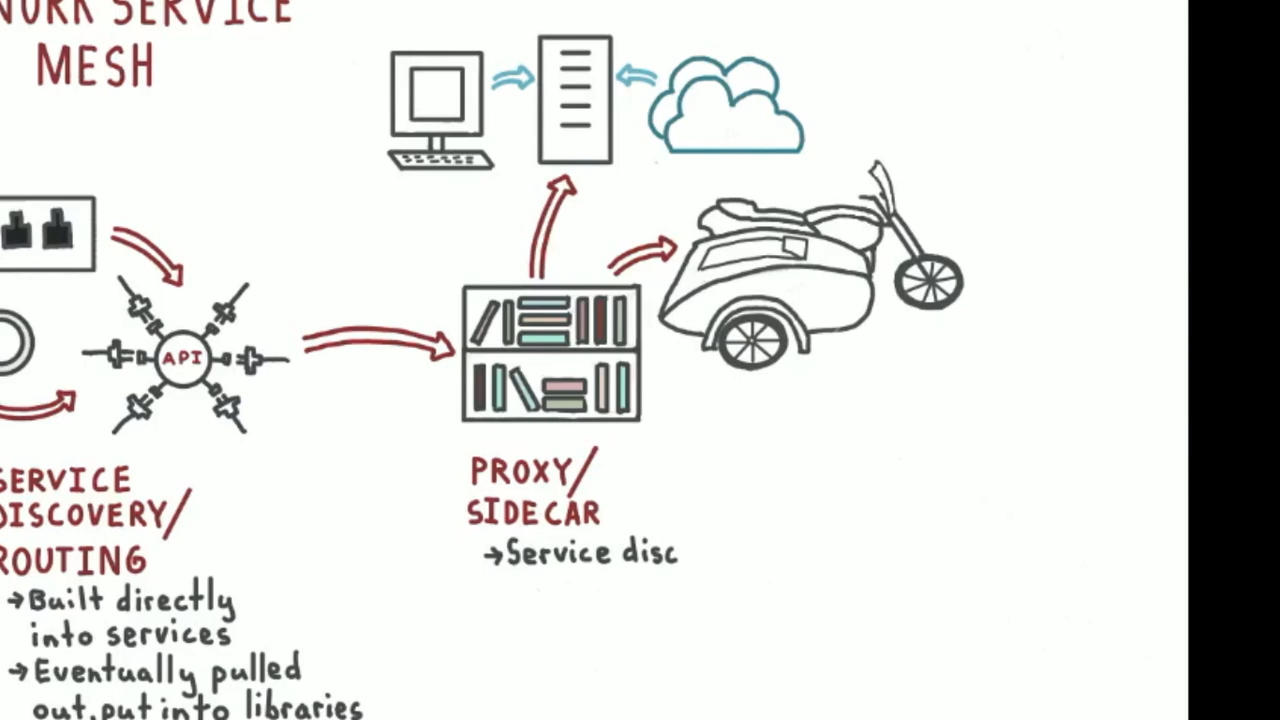 SERVICE
MESH
API
SERVICE
DISCOVERY/
ROUTING
→Built directly
into services
→Eventually pulled
out, put into libraries
PROXY/
SIDECAR
→Service disc